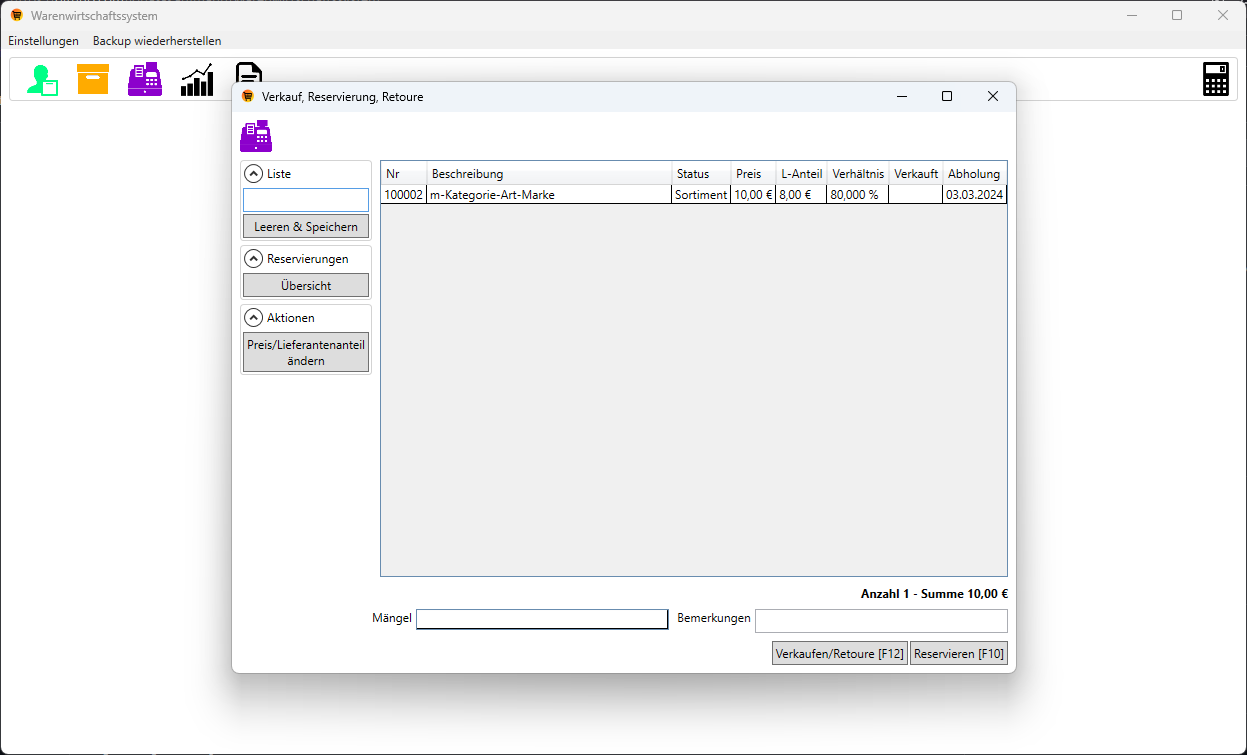 Warenwirtschaftssystem
Einstellungen Backup wiederherstellen
Verkauf, Reservierung, Retoure
Liste
Leeren & Speichern
Reservierungen
Übersicht
Aktionen
Preis/Lieferantenanteil
ändern
Nr Beschreibung Status Preis L-Anteil Verhältnis Verkauft Abholung
100002 m-Kategorie-Art-Marke Sortiment 10,00 € 8,00 € 80,000 % 03.03.2024
Anzahl 1 - Summe 10,00 €
Mängel Bemerkungen
Verkaufen/Retoure [F12] Reservieren [F10]